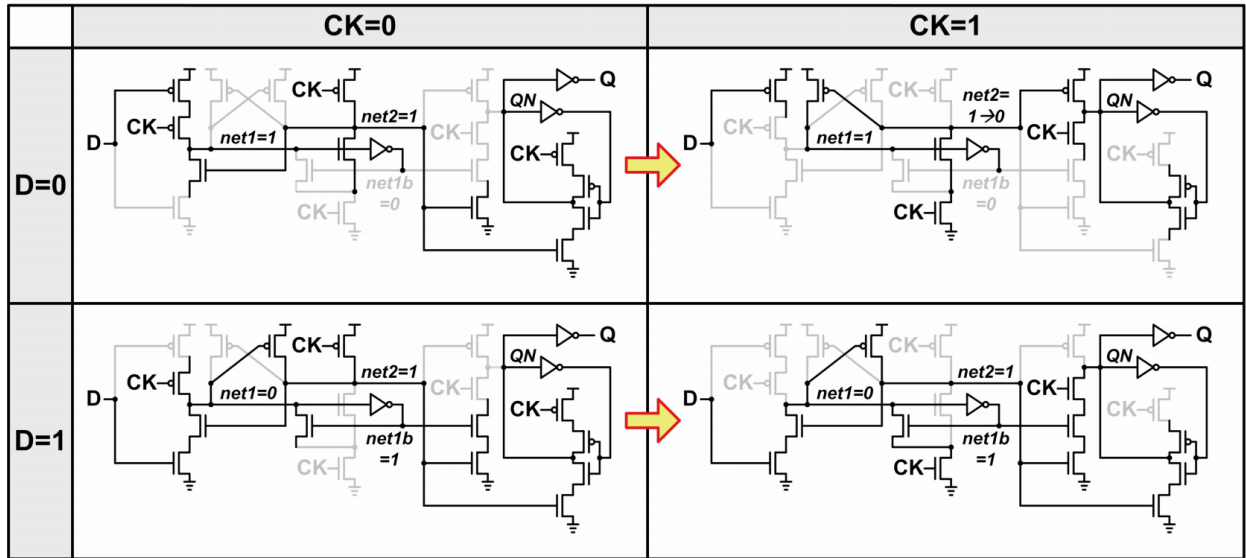 CK=0
CK=1
D=0
CK
CK
D
net1=1
net2=1
net1b
=0
CK
CK
QN
Q
CK
D
net1=1
net2=
1→0
net1b
=0
CK
CK
CK
CK
QN
Q
CK
D=1
CK
CK
D
net1=0
net2=1
net1b
=1
CK
CK
QN
Q
CK
CK
CK
D
net1=0
net2=1
net1b
=1
CK
CK
QN
Q
CK